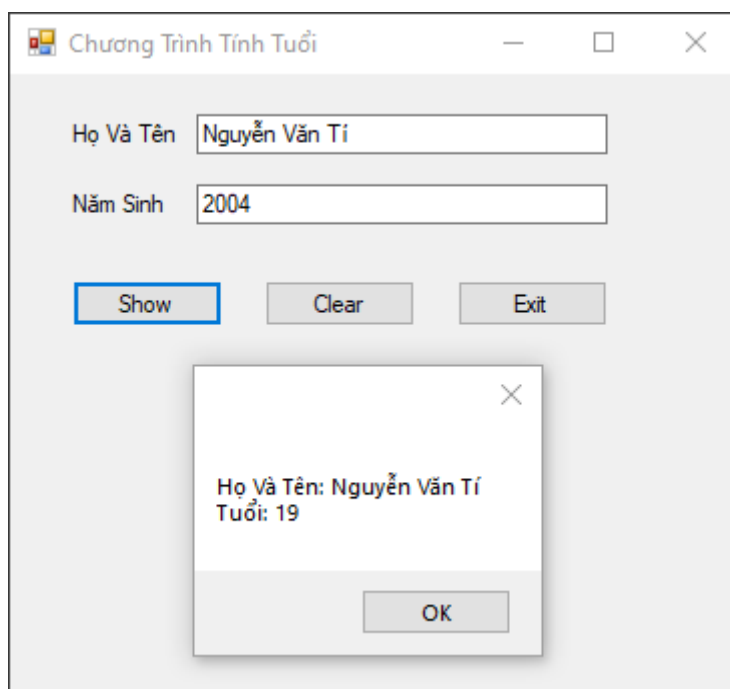 Chương Trình Tính Tuổi
Họ Và Tên Nguyễn Văn Tí
Năm Sinh 2004
Show Clear Exit
Họ Và Tên: Nguyễn Văn Tí
Tuổi: 19
OK